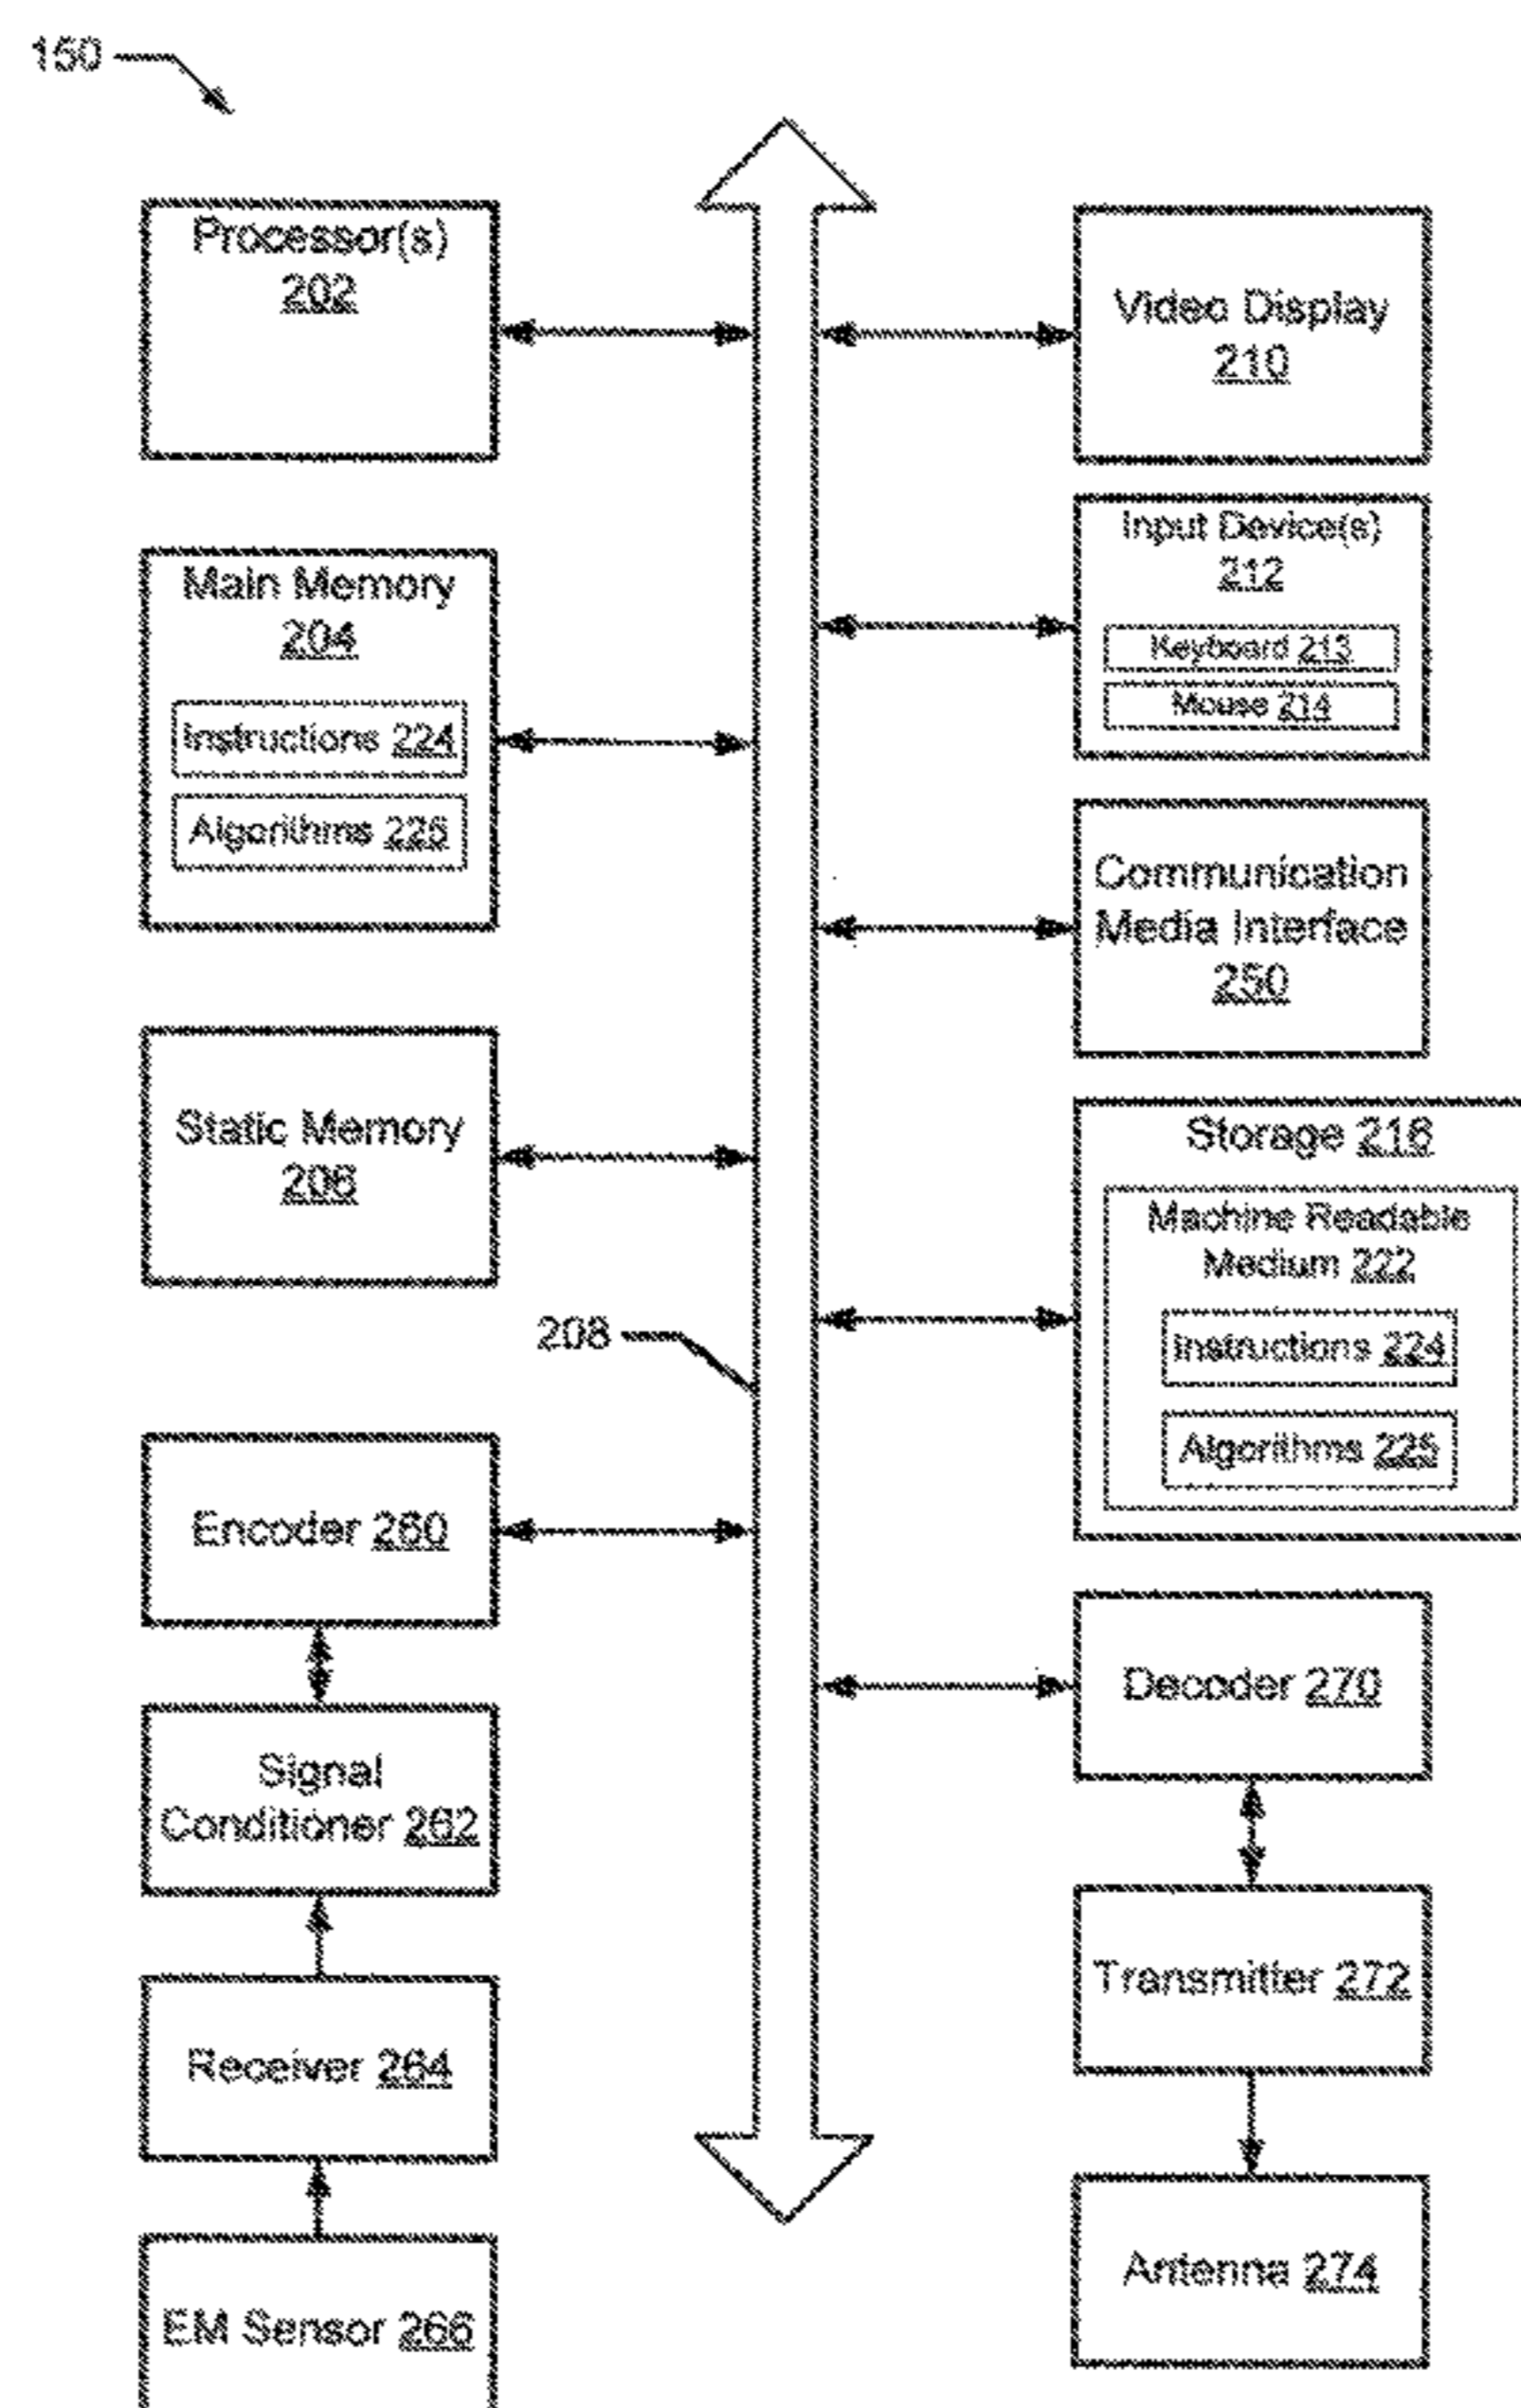 150
Processor(s)
202
Main Memory
204
Instructions 224
Algorithms 225
Static Memory
206
208
Encoder 260
Signal
Conditioner 262
Receiver 264
EM Sensor 266
Video Display
210
Input Device(s)
212
Keyboard 213
Mouse 214
Communication
Media Interface
250
Storage 216
Machine Readable
Medium 222
Instructions 224
Algorithms 225
Decoder 270
Transmitter 272
Antenna 274